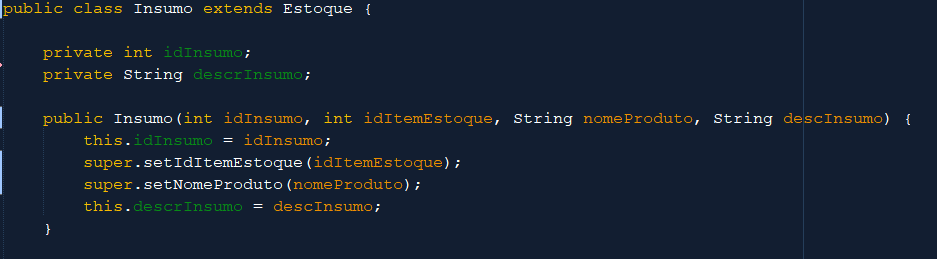 public class Insumo extends Estoque {
private int idInsumo;
private String descrInsumo;
public Insumo(int idInsumo, int idItemEstoque, String nomeProduto, String descInsumo) {
this.idInsumo = idInsumo;
super.setIdItemEstoque(idItemEstoque);
super.setNomeProduto(nomeProduto);
this.descrInsumo = descInsumo;
}